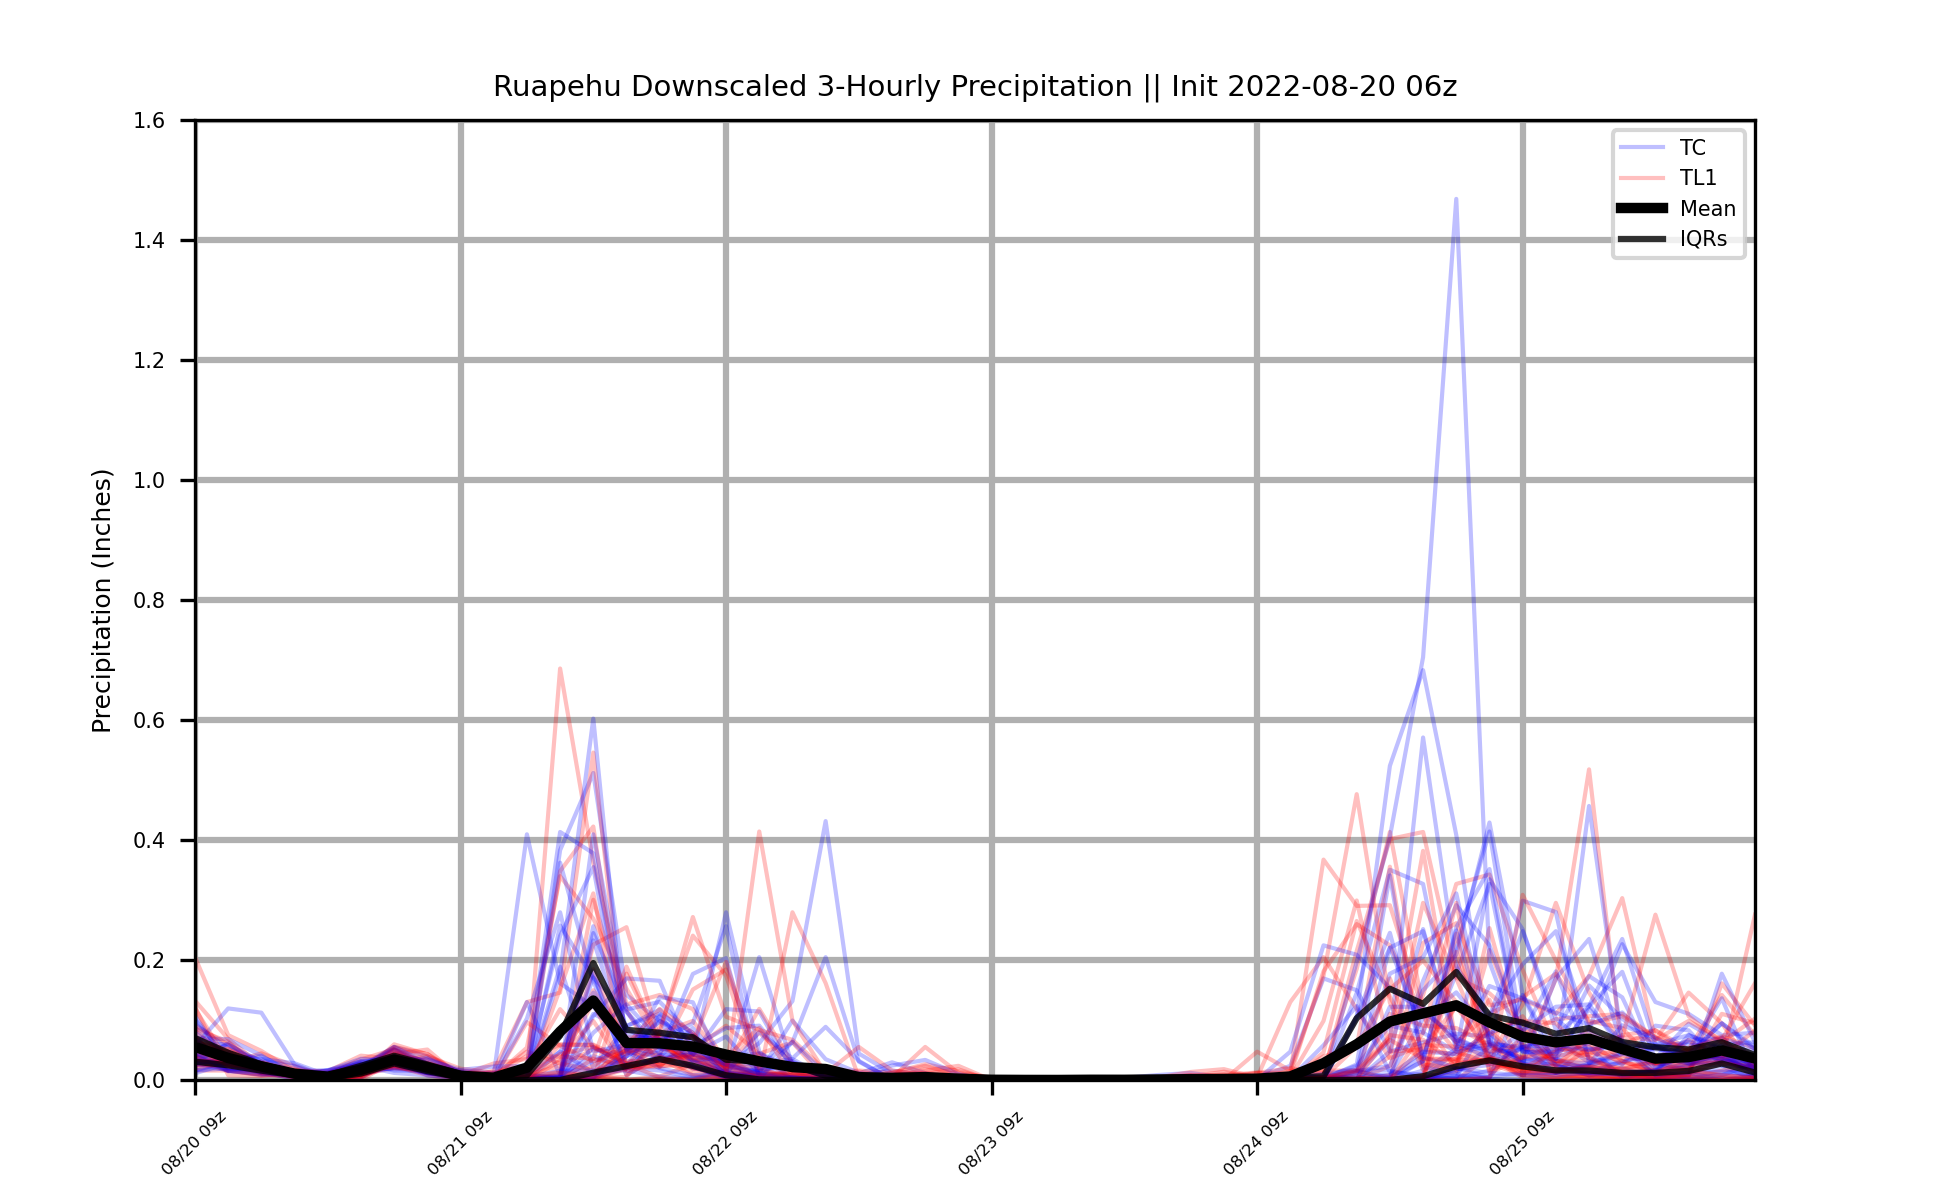 Ruapehu Downscaled 3-Hourly Precipitation || Init 2022-08-20 06z
1.6
1.4
1.2
1.0
0.8
0.6
0.4
0.2
0.0
Precipitation (Inches)
TC
TL1
Mean
IQRs
08/20 09z
08/21 09z
08/22 09z
08/23 09z
08/24 09z
08/25 09z